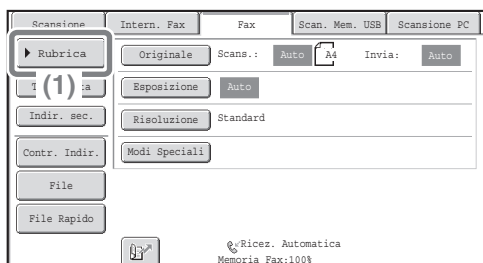 Scansione Intern. Fax Fax Scan. Mem. USB Scansione PC
Rubrica Originale Scans.: Auto A4 Invia: Auto
(1) Esposizione Auto
Indir. sec. Risoluzione Standard
Contr. Indir. Modi Speciali
File
File Rapido
Ricez. Automatica
Memoria Fax:100%